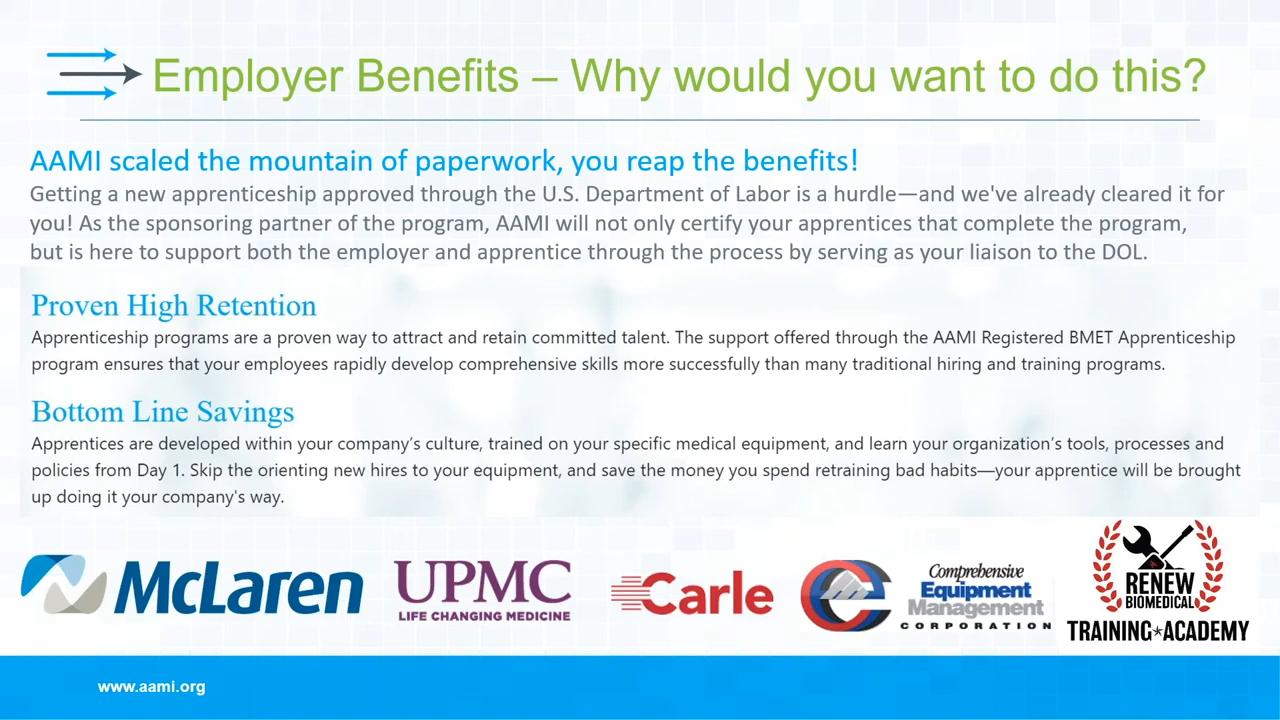 Employer Benefits – Why would you want to do this?
AAMI scaled the mountain of paperwork, you reap the benefits!
Getting a new apprenticeship approved through the U.S. Department of Labor is a hurdle—and we've already cleared it for
you! As the sponsoring partner of the program, AAMI will not only certify your apprentices that complete the program,
but is here to support both the employer and apprentice through the process by serving as your liaison to the DOL.
Proven High Retention
Apprenticeship programs are a proven way to attract and retain committed talent. The support offered through the AAMI Registered BMET Apprenticeship
program ensures that your employees rapidly develop comprehensive skills more successfully than many traditional hiring and training programs.
Bottom Line Savings
Apprentices are developed within your company’s culture, trained on your specific medical equipment, and learn your organization’s tools, processes and
policies from Day 1. Skip the orienting new hires to your equipment, and save the money you spend retraining bad habits—your apprentice will be brought
up doing it your company's way.
McLaren
UPMC
LIFE CHANGING MEDICINE
Carle
Comprehensive
Equipment
Management
CORPORATION
RENEW
BIOMEDICAL
TRAINING★ACADEMY
www.aami.org